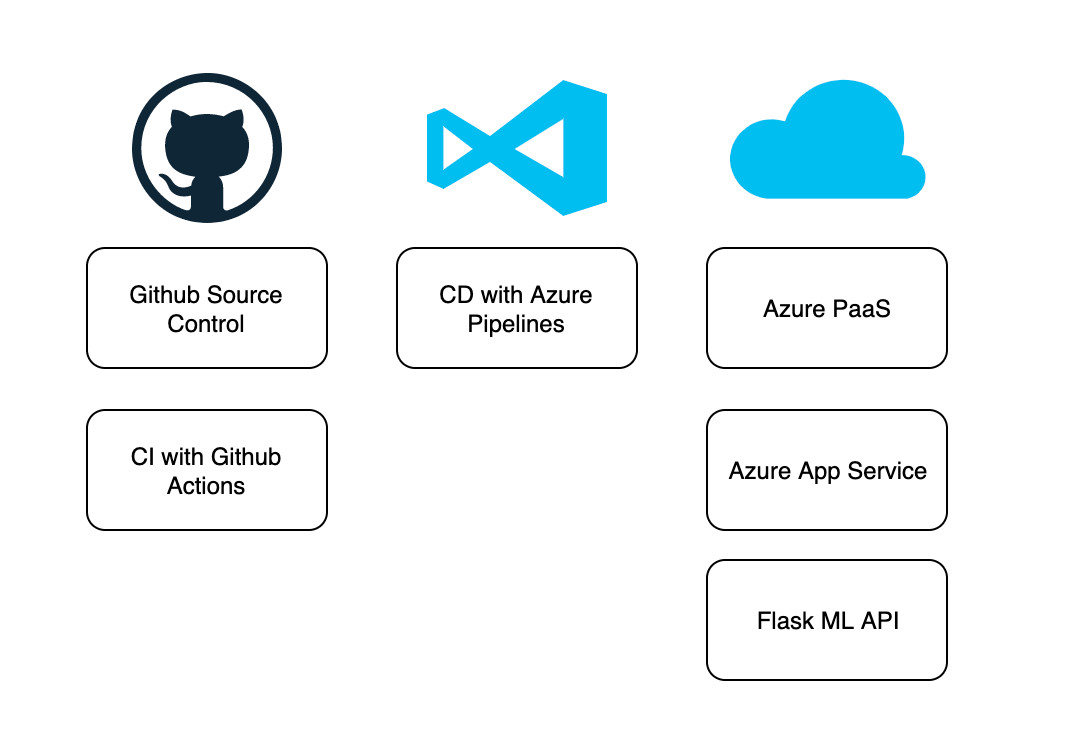 Github Source
Control
CD with Azure
Pipelines
Azure PaaS
CI with Github
Actions
Azure App Service
Flask ML API